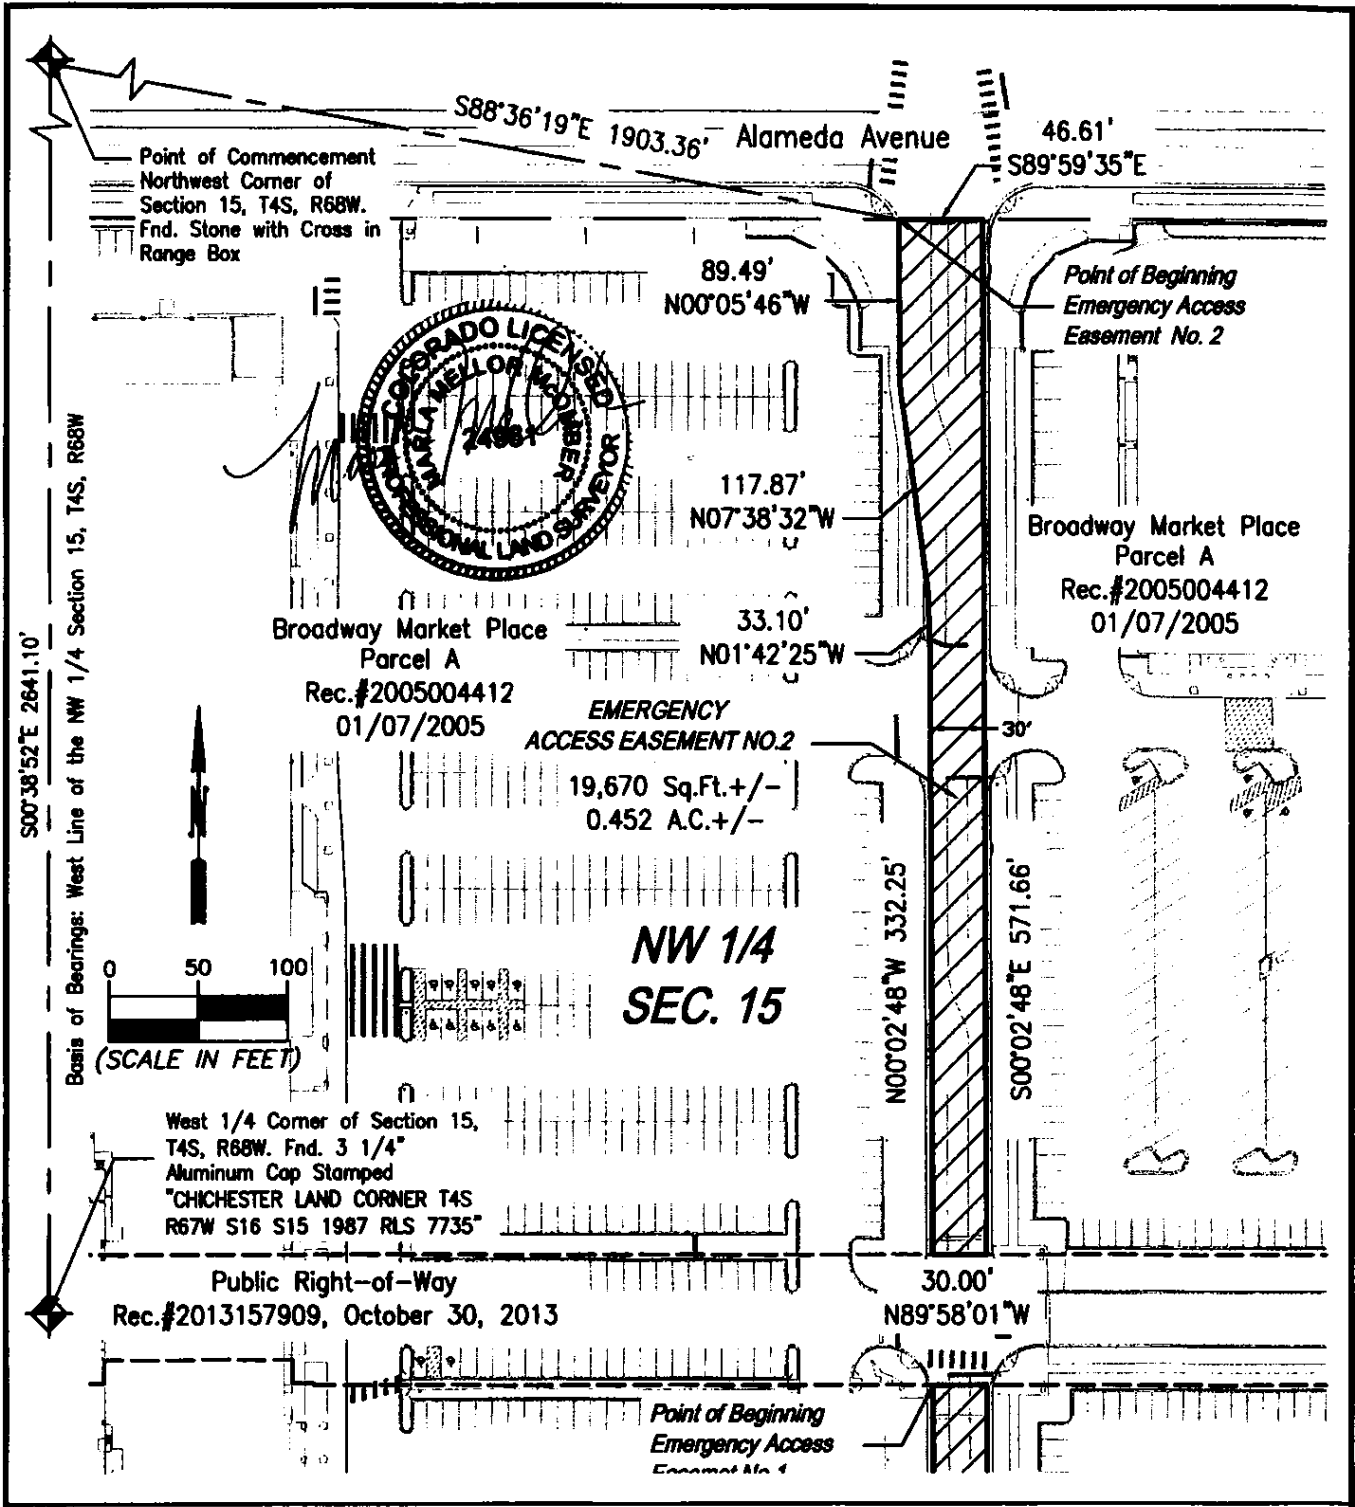 S88°36'19"E 1903.36'
Alameda Avenue
46.61'
S89°59'35"E
Point of Commencement
Northwest Corner of
Section 15, T4S, R68W.
Fnd. Stone with Cross in
Range Box
89.49'
N00°05'46"W
Point of Beginning
Emergency Access
Easement No. 2
COLORADO LICENSED
MARLA MELLOR McOMBER
24961
PROFESSIONAL LAND SURVEYOR
117.87'
N07°38'32"W
Broadway Market Place
Parcel A
Rec.#2005004412
01/07/2005
33.10'
N01°42'25"W
Broadway Market Place
Parcel A
Rec.#2005004412
01/07/2005
EMERGENCY
ACCESS EASEMENT NO.2
30'
19,670 Sq.Ft.+/-
0.452 A.C.+/-
S00°38'52"E 2641.10'
Basis of Bearings: West Line of the NW 1/4 Section 15, T4S, R68W
N
N00°02'48"W 332.25'
S00°02'48"E 571.66'
NW 1/4
SEC. 15
0 50 100
(SCALE IN FEET)
West 1/4 Corner of Section 15,
T4S, R68W. Fnd. 3 1/4"
Aluminum Cap Stamped
"CHICHESTER LAND CORNER T4S
R67W S16 S15 1987 RLS 7735"
Public Right-of-Way
Rec.#2013157909, October 30, 2013
30.00'
N89°58'01"W
Point of Beginning
Emergency Access
Easemet No. 1